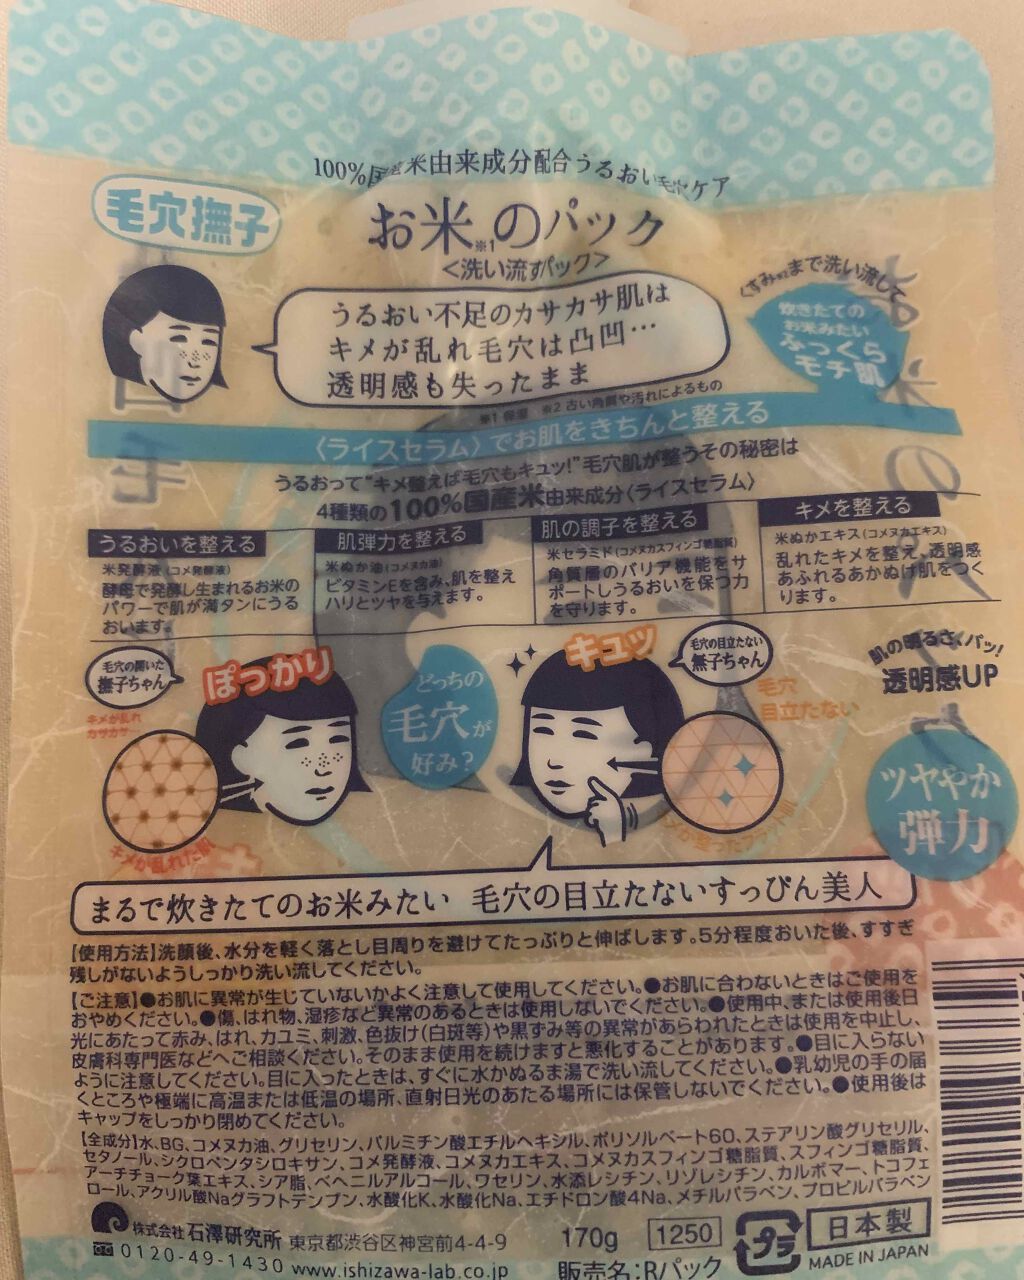 100%国産米由来成分配合うるおい毛穴ケア
毛穴撫子
お米※1のパック
<洗い流すパック>
うるおい不足のカサカサ肌は
キメが乱れ毛穴は凸凹…
透明感も失ったまま
くすみ※2まで洗い流して
炊きたての
お米みたい
ふっくら
モチ肌
※1 保湿 ※2 古い角質や汚れによるもの
〈ライスセラム〉でお肌をきちんと整える
うるおって“キメ整えば毛穴もキュッ!”毛穴肌が整うその秘密は
4種類の100%国産米由来成分〈ライスセラム〉
うるおいを整える
米発酵液(コメ発酵液)
酵母で発酵し生まれるお米の
パワーで肌が満タンにうる
おいます。
肌弾力を整える
米ぬか油(コメヌカ油)
ビタミンEを含み、肌を整え
ハリとツヤを与えます。
肌の調子を整える
米セラミド(コメヌカスフィンゴ糖脂質)
角質層のバリア機能をサ
ポートしうるおいを保つ力
を守ります。
キメを整える
米ぬかエキス(コメヌカエキス)
乱れたキメを整え、透明感
あふれるあかぬけ肌をつく
ります。
毛穴の開いた
撫子ちゃん
ぽっかり
キメが乱れ
カサカサ
キメが乱れた肌
どっちの
毛穴が
好み?
キュッ
毛穴の目立たない
無子ちゃん
毛穴
目立たない
肌の明るさ、パッ!
透明感UP
ツヤやか
弾力
まるで炊きたてのお米みたい 毛穴の目立たないすっぴん美人
【使用方法】洗顔後、水分を軽く落とし目周りを避けてたっぷりと伸ばします。5分程度おいた後、すすぎ
残しがないようしっかり洗い流してください。
【ご注意】●お肌に異常が生じていないかよく注意して使用してください。●お肌に合わないときはご使用を
おやめください。●傷、はれ物、湿疹など異常のあるときは使用しないでください。●使用中、または使用後日
光にあたって赤み、はれ、カユミ、刺激、色抜け(白斑等)や黒ずみ等の異常があらわれたときは使用を中止し、
皮膚科専門医などへご相談ください。そのまま使用を続けますと悪化することがあります。●目に入らない
ように注意してください。目に入ったときは、すぐに水かぬるま湯で洗い流してください。●乳幼児の手の届
くところや極端に高温または低温の場所、直射日光のあたる場所には保管しないでください。●使用後は
キャップをしっかり閉めてください。
【全成分】水、BG、コメヌカ油、グリセリン、パルミチン酸エチルヘキシル、ポリソルベート60、ステアリン酸グリセリル、
セタノール、シクロペンタシロキサン、コメ発酵液、コメヌカエキス、コメヌカスフィンゴ糖脂質、スフィンゴ糖脂質、
アーチチョーク葉エキス、シア脂、ベヘニルアルコール、ワセリン、水添レシチン、リゾレシチン、カルボマー、トコフェ
ロール、アクリル酸Naグラフトデンプン、水酸化K、水酸化Na、エチドロン酸4Na、メチルパラベン、プロピルパラベン
株式会社 石澤研究所 東京都渋谷区神宮前4-4-9
0120-49-1430 www.ishizawa-lab.co.jp
170g 1250
販売名:Rパック
プラ
日本製
MADE IN JAPAN